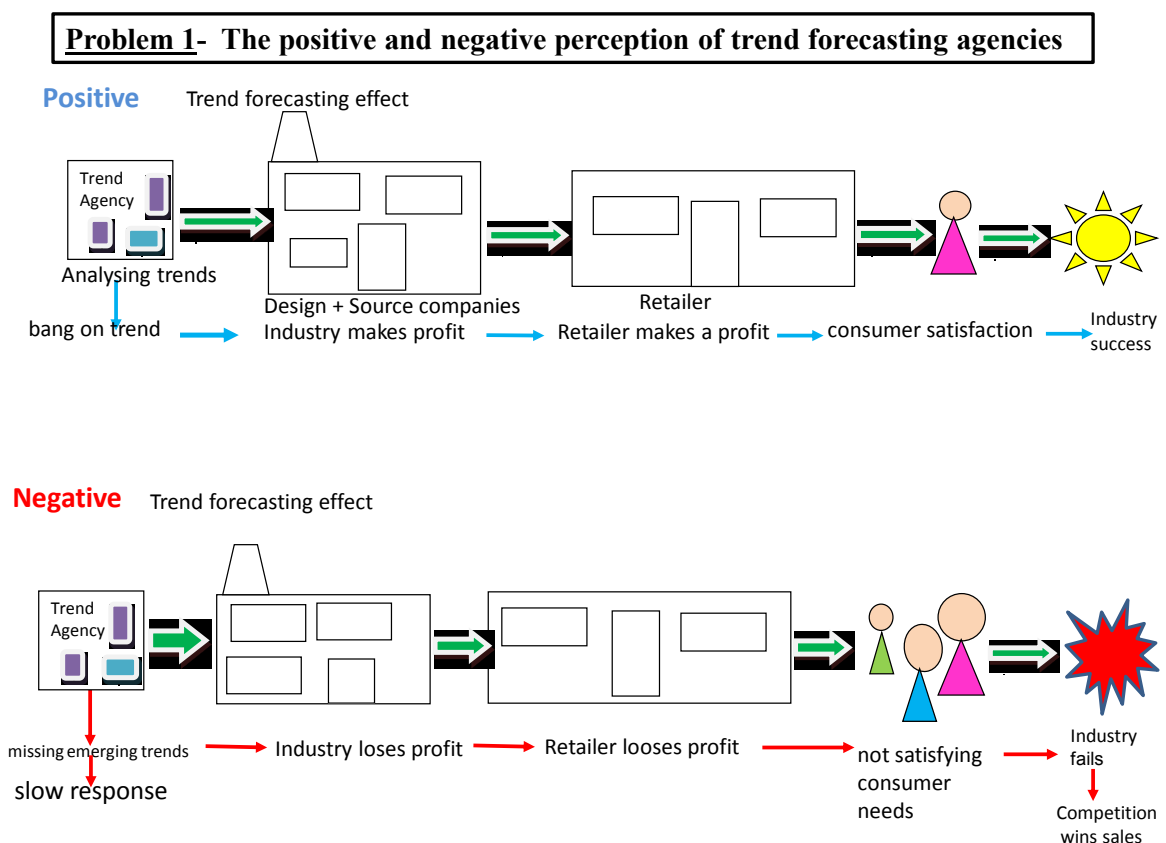 Problem 1- The positive and negative perception of trend forecasting agencies
Positive
Trend forecasting effect
Trend
Agency
Analysing trends
Design + Source companies
Retailer
bang on trend
Industry makes profit
Retailer makes a profit
consumer satisfaction
Industry
success
Negative
Trend forecasting effect
Trend
Agency
missing emerging trends
slow response
Industry loses profit
Retailer looses profit
not satisfying
consumer
needs
Industry
fails
Competition
wins sales